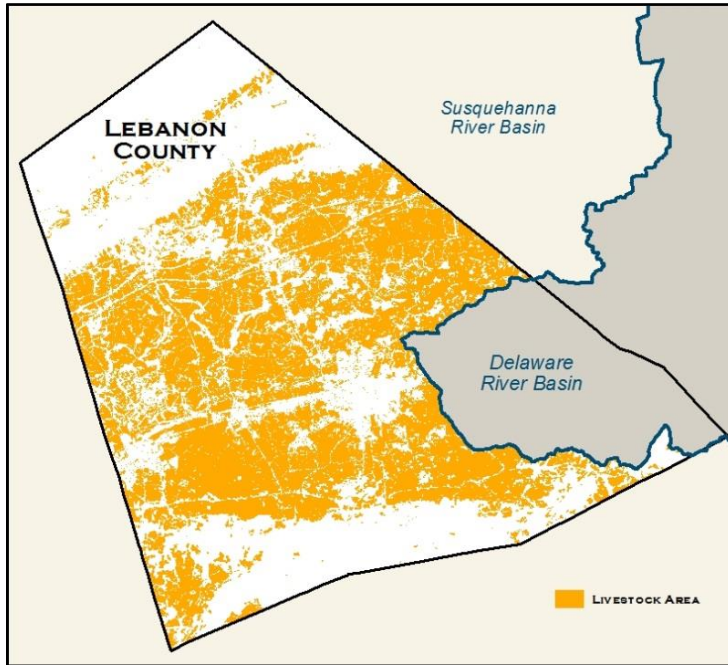 Susquehanna
River Basin
LEBANON
COUNTY
Delaware
River Basin
LIVESTOCK AREA